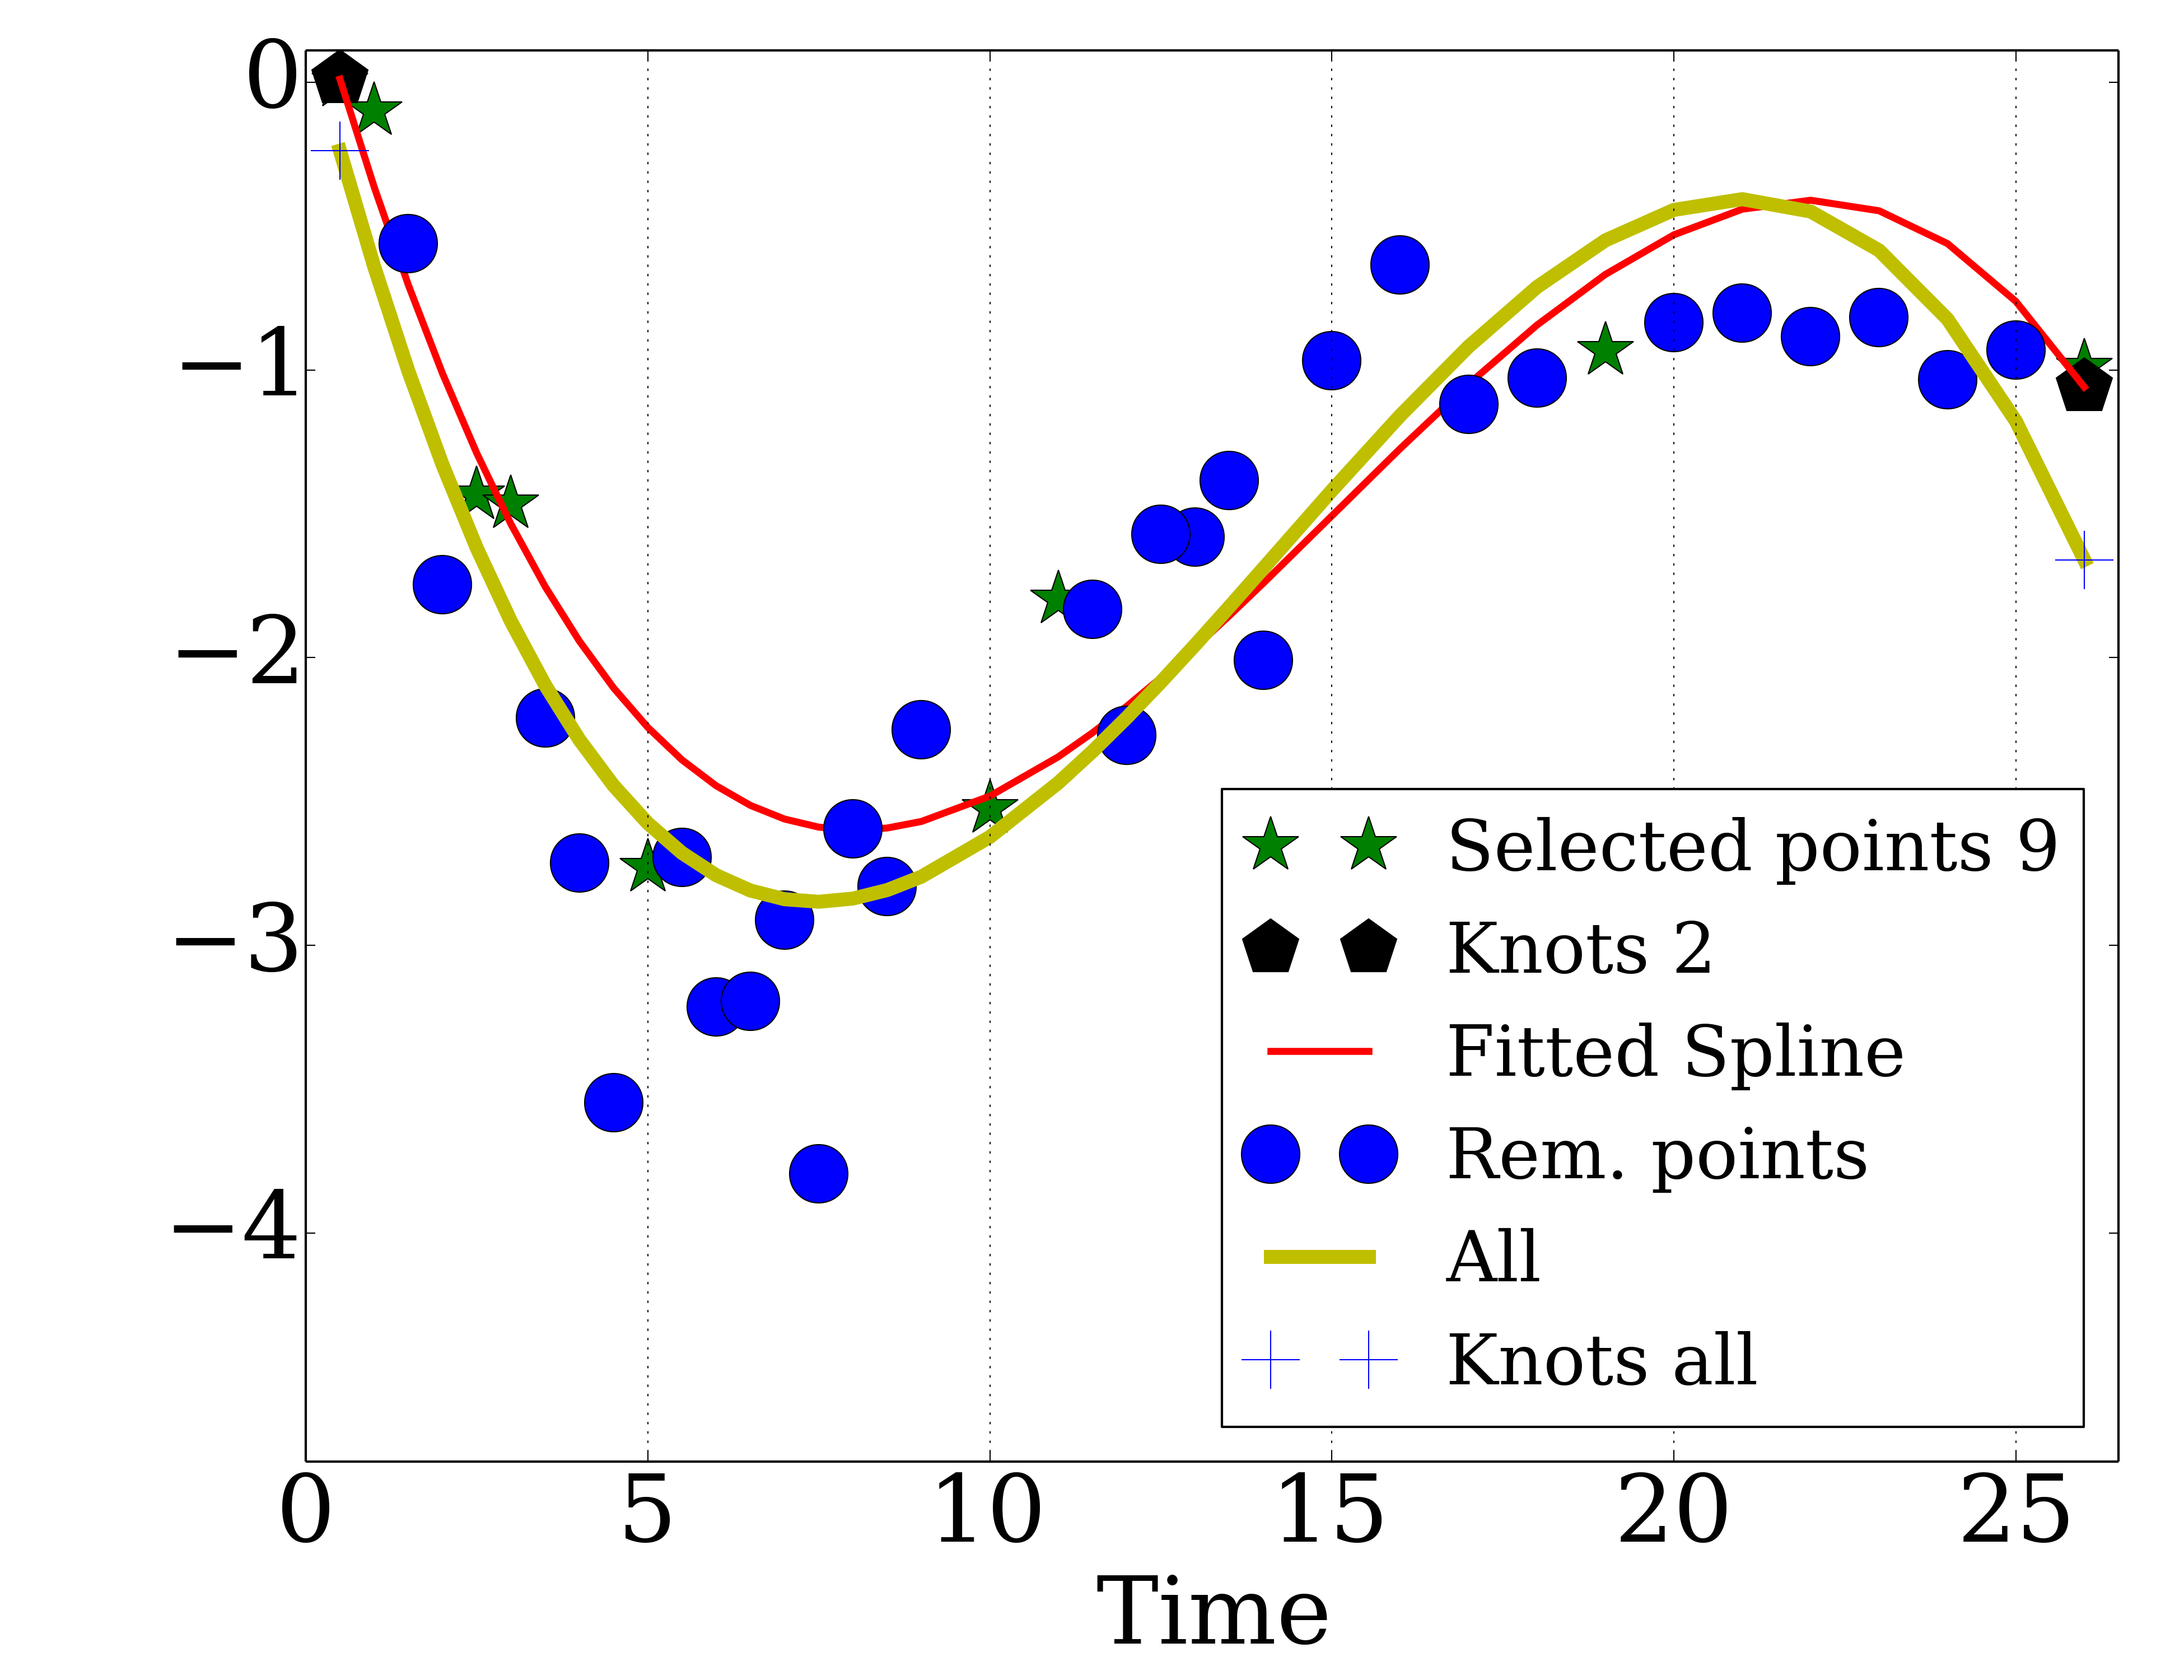 0
−1
−2
−3
−4
0 5 10 15 20 25
Time
Selected points 9
Knots 2
Fitted Spline
Rem. points
All
Knots all